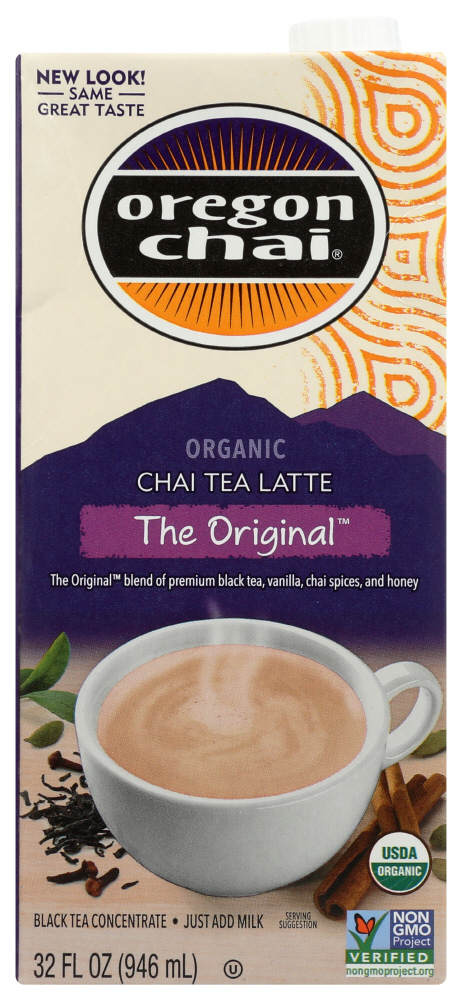 NEW LOOK!
SAME
GREAT TASTE
oregon
chai®
ORGANIC
CHAI TEA LATTE
The Original™
The Original™ blend of premium black tea, vanilla, chai spices, and honey
USDA
ORGANIC
BLACK TEA CONCENTRATE • JUST ADD MILK
SERVING
SUGGESTION
NON
GMO
Project
VERIFIED
nongmoproject.org
32 FL OZ (946 mL)
U